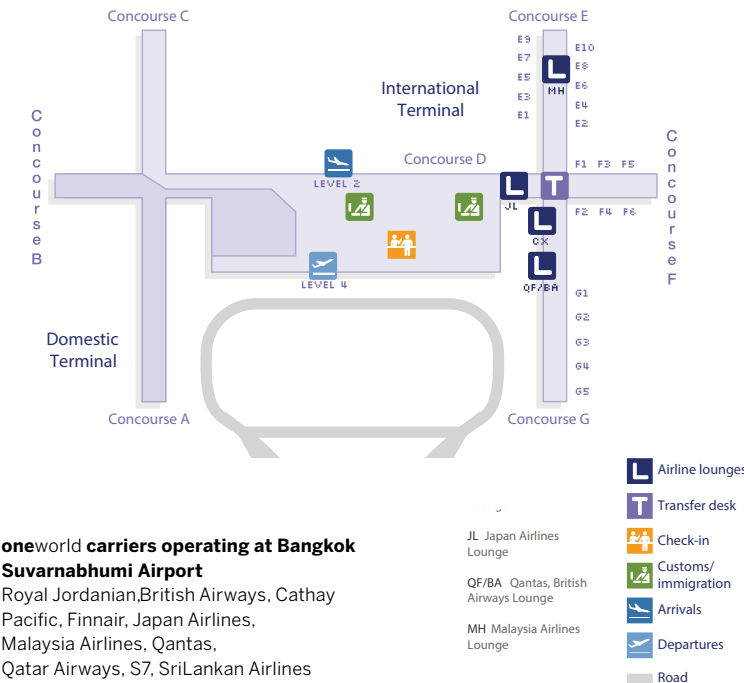 Concourse C
Concourse E
E9
E7
E5
E3
E1
E10
E8
E6
E4
E2
L
MH
International
Terminal
Concourse B
Concourse D
Concourse F
F1 F3 F5
LEVEL 2
L
JL
T
F2 F4 F6
L
CX
L
QF/BA
LEVEL 4
G1
G2
G3
G4
G5
Domestic
Terminal
Concourse A
Concourse G
L Airline lounges
T Transfer desk
Check-in
Customs/
immigration
Arrivals
Departures
Road
JL Japan Airlines
Lounge
QF/BA Qantas, British
Airways Lounge
MH Malaysia Airlines
Lounge
oneworld carriers operating at Bangkok
Suvarnabhumi Airport
Royal Jordanian,British Airways, Cathay
Pacific, Finnair, Japan Airlines,
Malaysia Airlines, Qantas,
Qatar Airways, S7, SriLankan Airlines